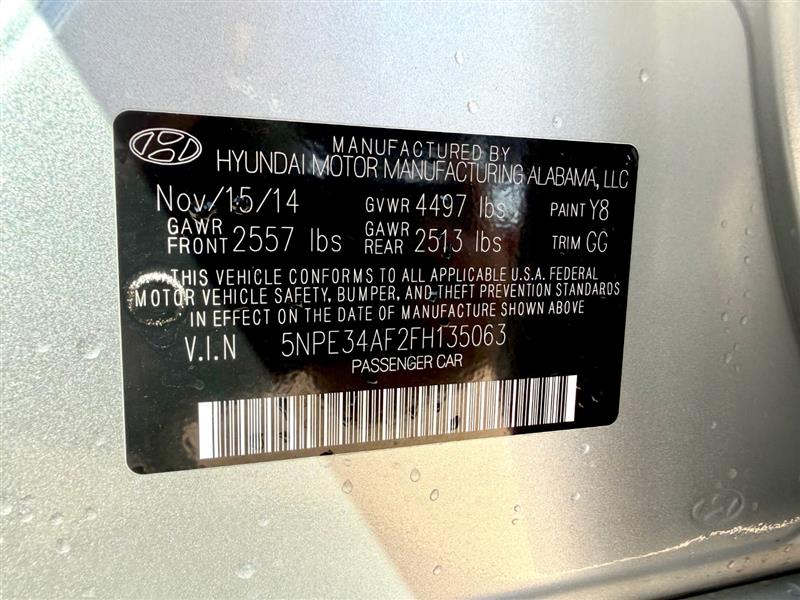 MANUFACTURED BY
HYUNDAI MOTOR MANUFACTURING ALABAMA, LLC
Nov/15/14 GVWR 4497 lbs PAINT Y8
GAWR FRONT 2557 lbs GAWR REAR 2513 lbs TRIM GG
THIS VEHICLE CONFORMS TO ALL APPLICABLE U.S.A. FEDERAL
MOTOR VEHICLE SAFETY, BUMPER, AND THEFT PREVENTION STANDARDS
IN EFFECT ON THE DATE OF MANUFACTURE SHOWN ABOVE
V.I.N 5NPE34AF2FH135063
PASSENGER CAR